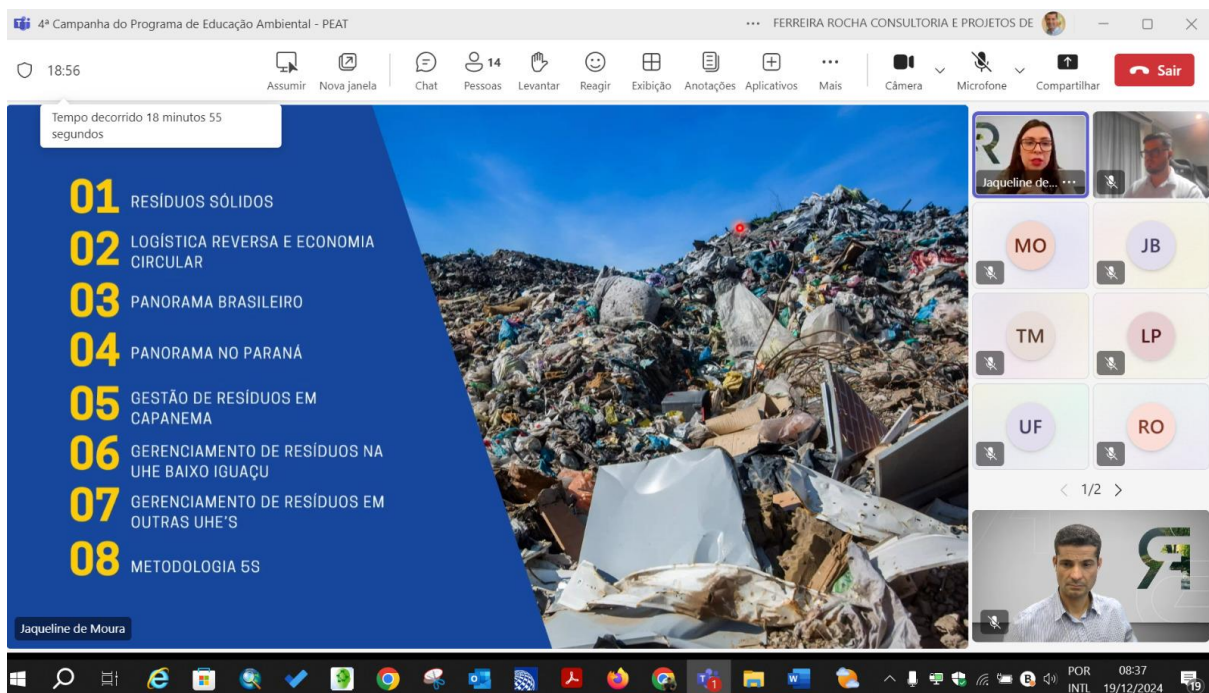 4ª Campanha do Programa de Educação Ambiental - PEAT
... FERREIRA ROCHA CONSULTORIA E PROJETOS DE
18:56
Assumir
Nova janela
Chat
14
Pessoas
Levantar
Reagir
Exibição
Anotações
Aplicativos
Mais
Câmera
Microfone
Compartilhar
Sair
Tempo decorrido 18 minutos 55
segundos
01 RESÍDUOS SÓLIDOS
02 LOGÍSTICA REVERSA E ECONOMIA
CIRCULAR
03 PANORAMA BRASILEIRO
04 PANORAMA NO PARANÁ
05 GESTÃO DE RESÍDUOS EM
CAPANEMA
06 GERENCIAMENTO DE RESÍDUOS NA
UHE BAIXO IGUAÇU
07 GERENCIAMENTO DE RESÍDUOS EM
OUTRAS UHE'S
08 METODOLOGIA 5S
Jaqueline de Moura
Jaqueline de... ...
MO
JB
TM
LP
UF
RO
1/2
POR
INTL
08:37
19/12/2024
19